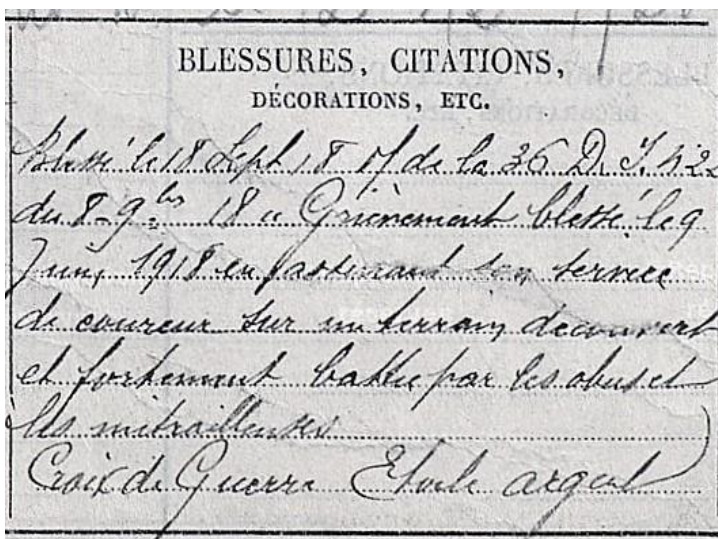 BLESSURES, CITATIONS,
DÉCORATIONS, ETC.
Blessé le 18 Sept 18 O/ de la 36 D. I. 422
du 8-9bre 18 « Grièvement blessé le 9
Juin 1918 en assurant son service
de coureur sur un terrain découvert
et fortement battu par les obus et
les mitrailleuses
Croix de Guerre Etoile argent